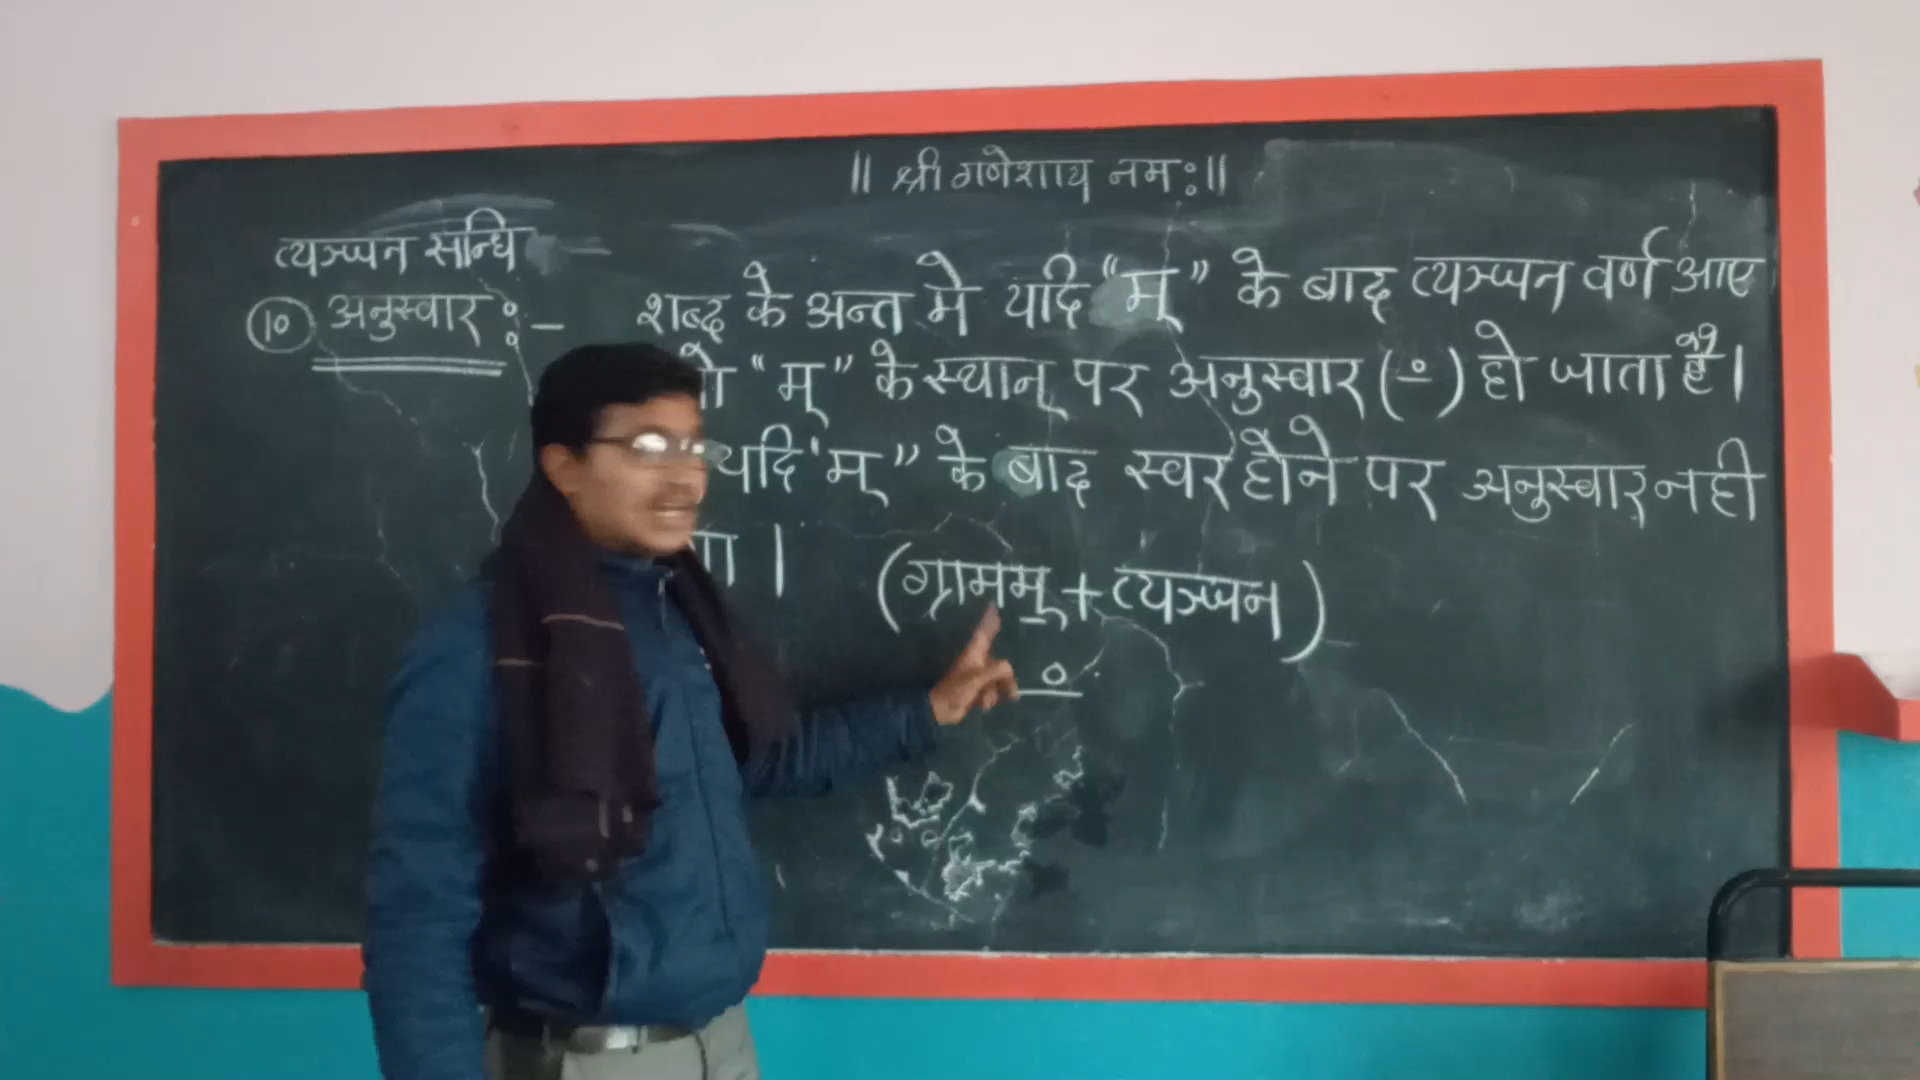 ॥ श्री गणेशाय नमः॥
व्यञ्जन सन्धि —
१० अनुस्वार :- शब्द के अन्त मे यदि "म्" के बाद व्यञ्जन वर्ण आए
"म्" के स्थान् पर अनुस्वार (ं) हो जाता है।
यदि "म्" के बाद स्वर होने पर अनुस्वार् नही
।
(ग्रामम् + व्यञ्जन)